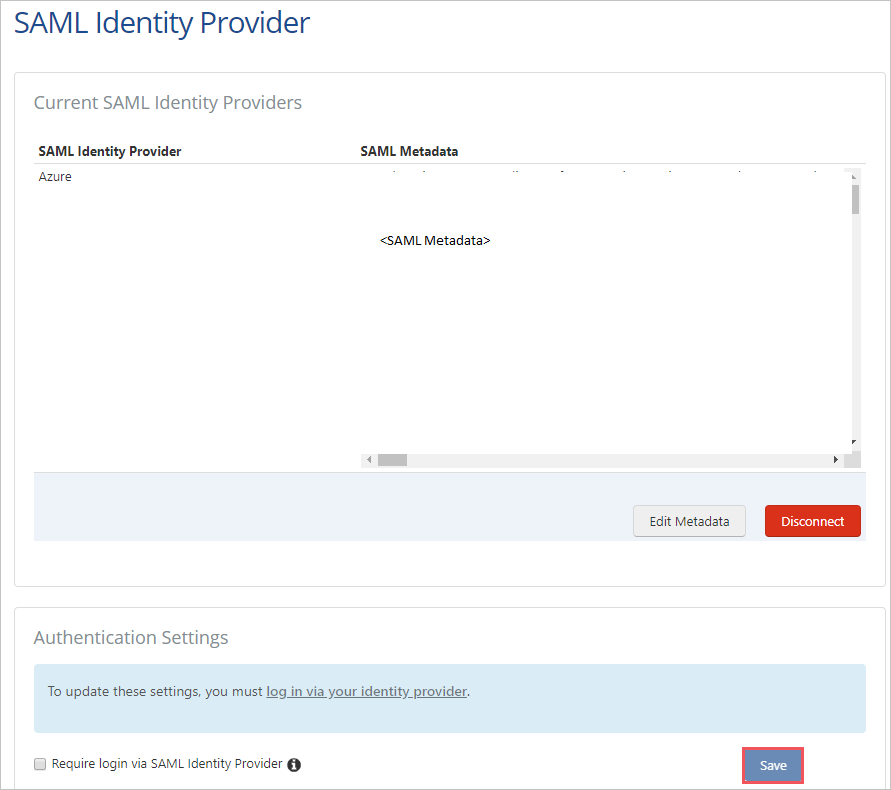 SAML Identity Provider
Current SAML Identity Providers
SAML Identity Provider SAML Metadata
Azure
<SAML Metadata>
Edit Metadata Disconnect
Authentication Settings
To update these settings, you must log in via your identity provider.
Require login via SAML Identity Provider
Save